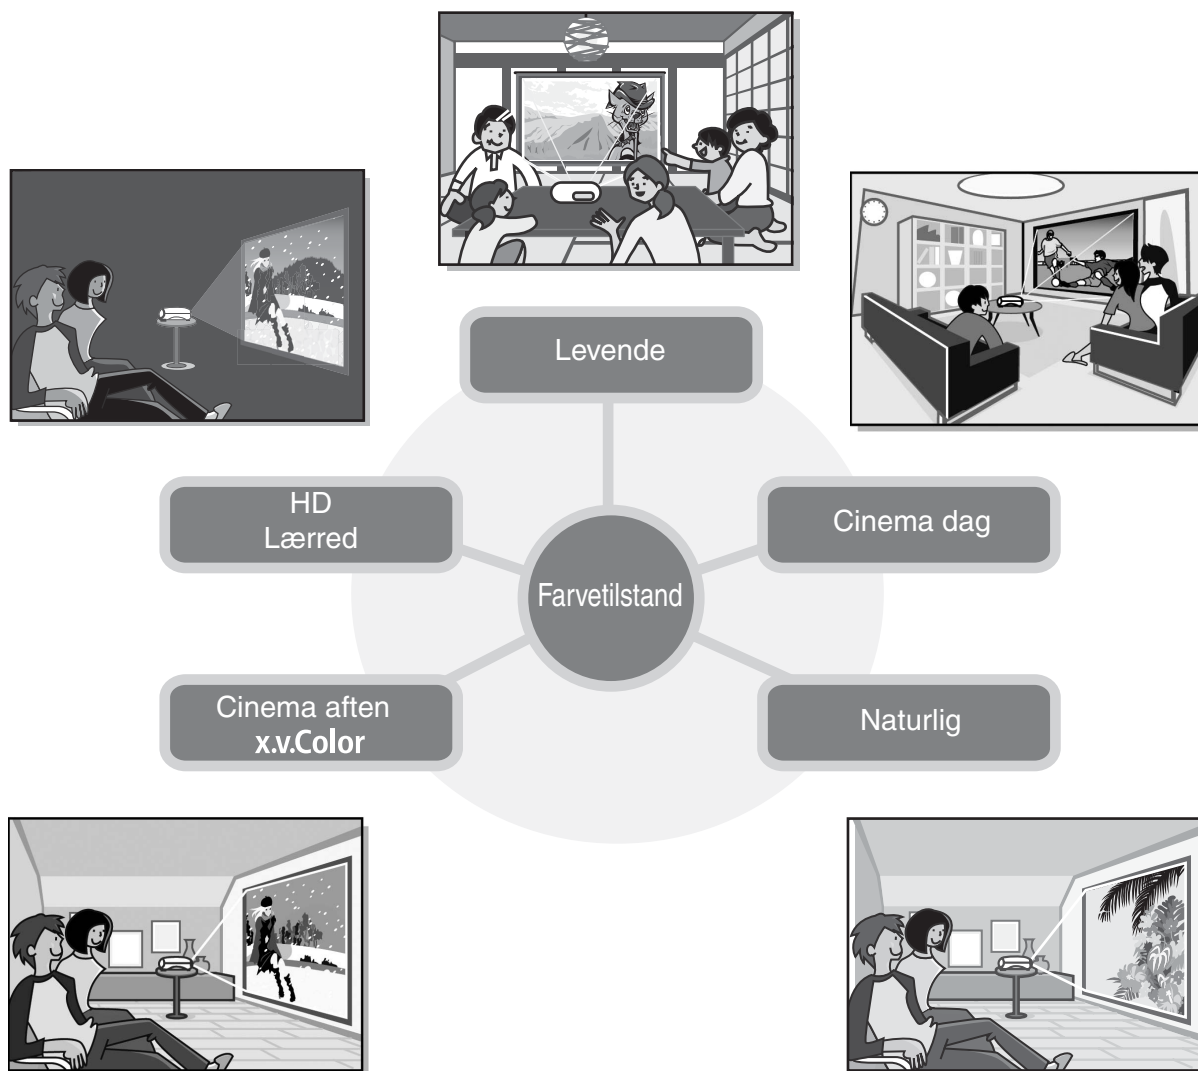 Levende
HD
Lærred
Cinema dag
Farvetilstand
Cinema aften
x.v.Color
Naturlig